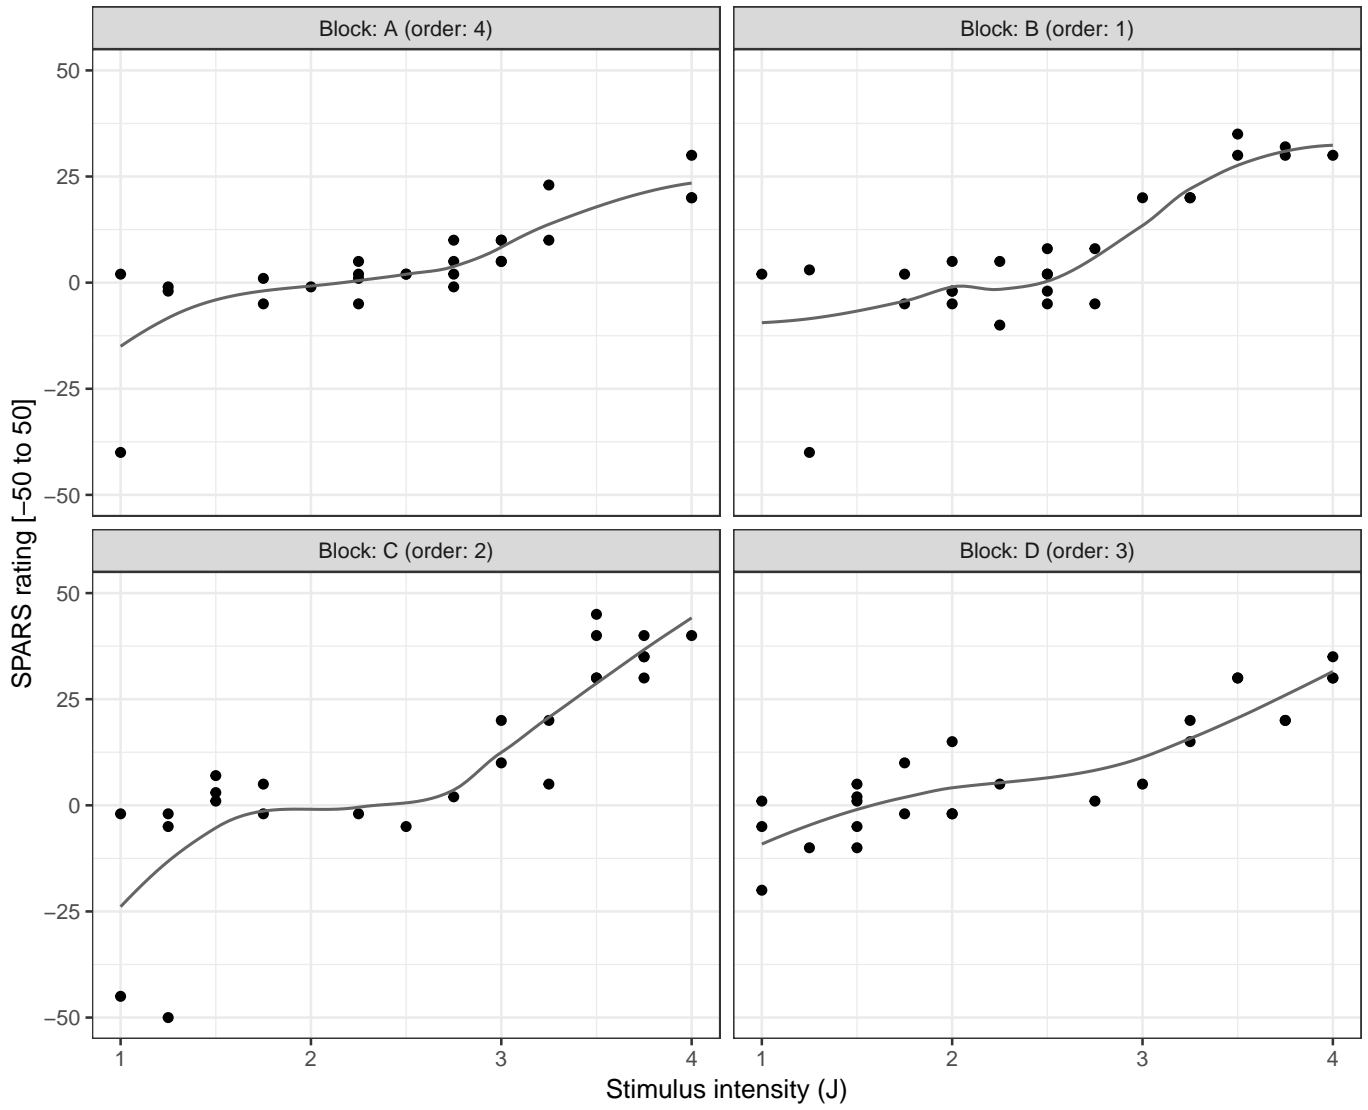 Block: A (order: 4)
Block: B (order: 1)
50
25
0
−25
−50
Block: C (order: 2)
Block: D (order: 3)
50
25
0
−25
−50
1 2 3 4
1 2 3 4
Stimulus intensity (J)
SPARS rating [−50 to 50]